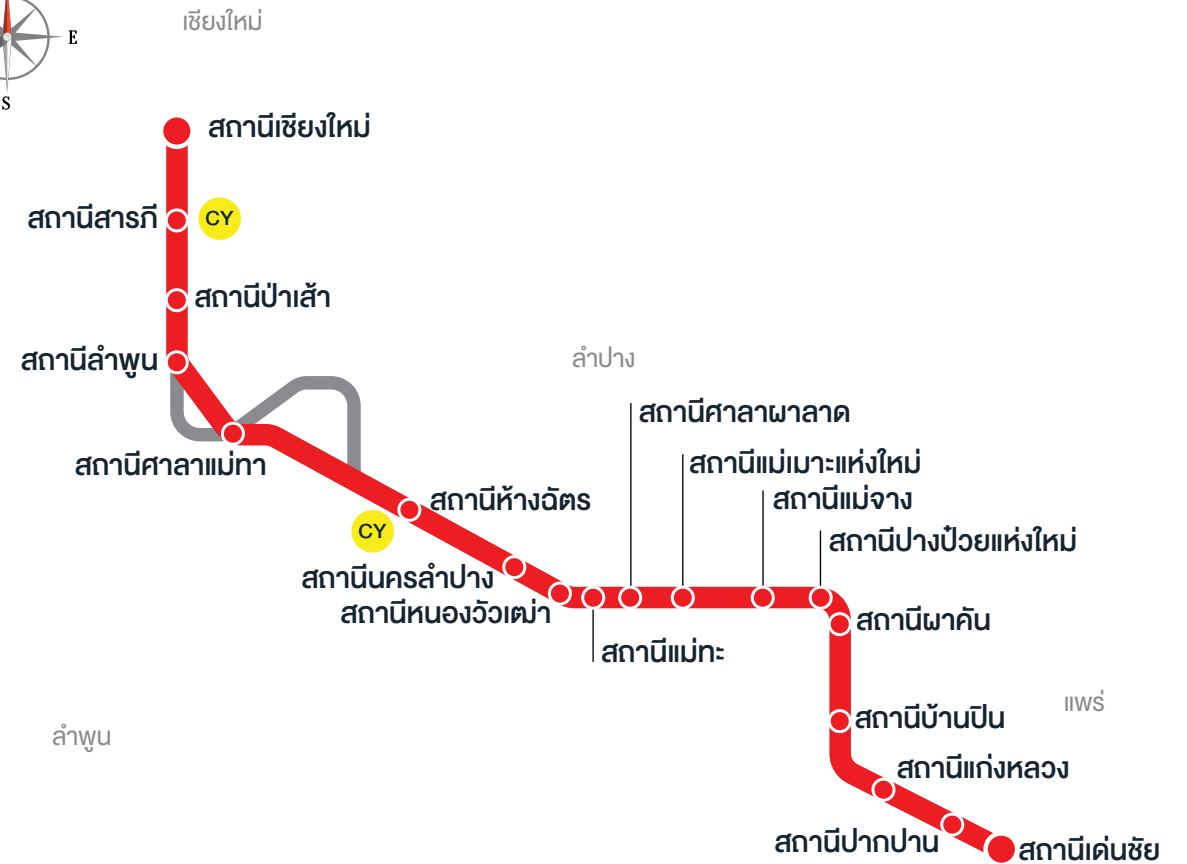 เชียงใหม่
E
S
สถานีเชียงใหม่
สถานีสารภี
CY
สถานีป่าเส้า
สถานีลำพูน
ลำปาง
สถานีศาลาผาลาด
สถานีศาลาแม่ทา
สถานีแม่เมาะแห่งใหม่
สถานีห้างฉัตร
สถานีแม่จาง
CY
สถานีปางป๋วยแห่งใหม่
สถานีนครลำปาง
สถานีหนองวัวเฒ่า
สถานีผาคัน
สถานีแม่ทะ
แพร่
สถานีบ้านปิน
ลำพูน
สถานีแก่งหลวง
สถานีปากปาน
สถานีเด่นชัย